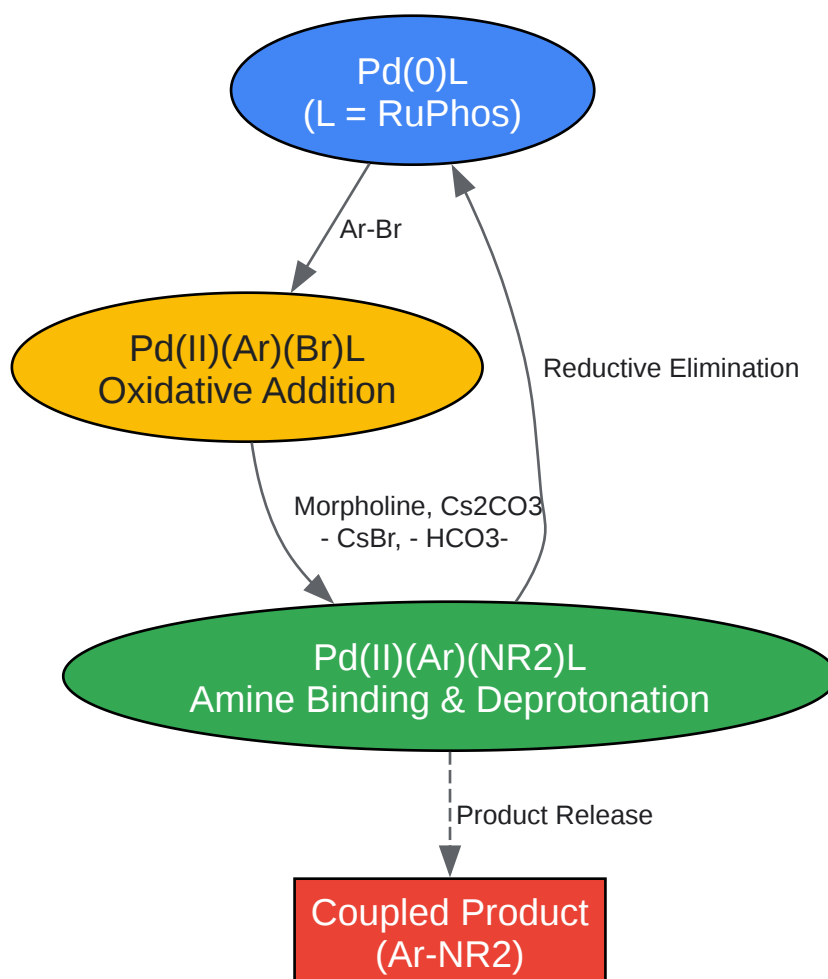 Pd(0)L
(L = RuPhos)
Ar-Br
Pd(II)(Ar)(Br)L
Oxidative Addition
Reductive Elimination
Morpholine, Cs2CO3
- CsBr, - HCO3-
Pd(II)(Ar)(NR2)L
Amine Binding & Deprotonation
Product Release
Coupled Product
(Ar-NR2)